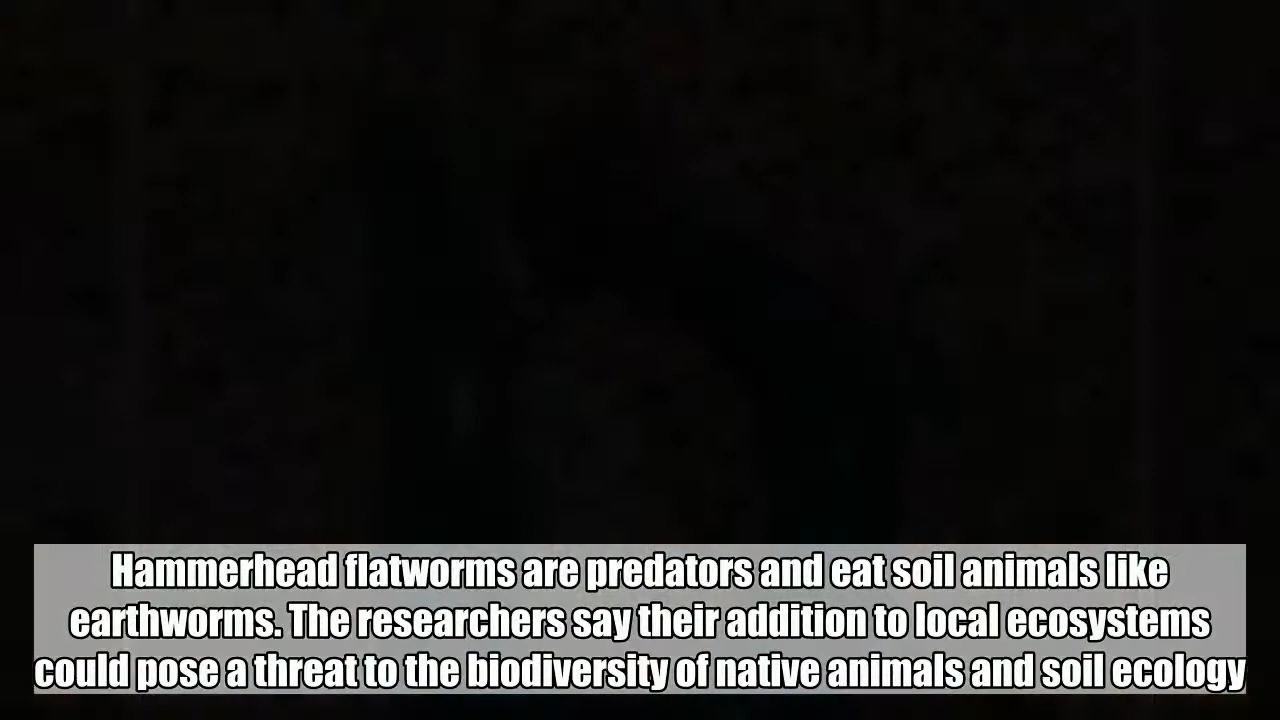 Hammerhead flatworms are predators and eat soil animals like
earthworms. The researchers say their addition to local ecosystems
could pose a threat to the biodiversity of native animals and soil ecology